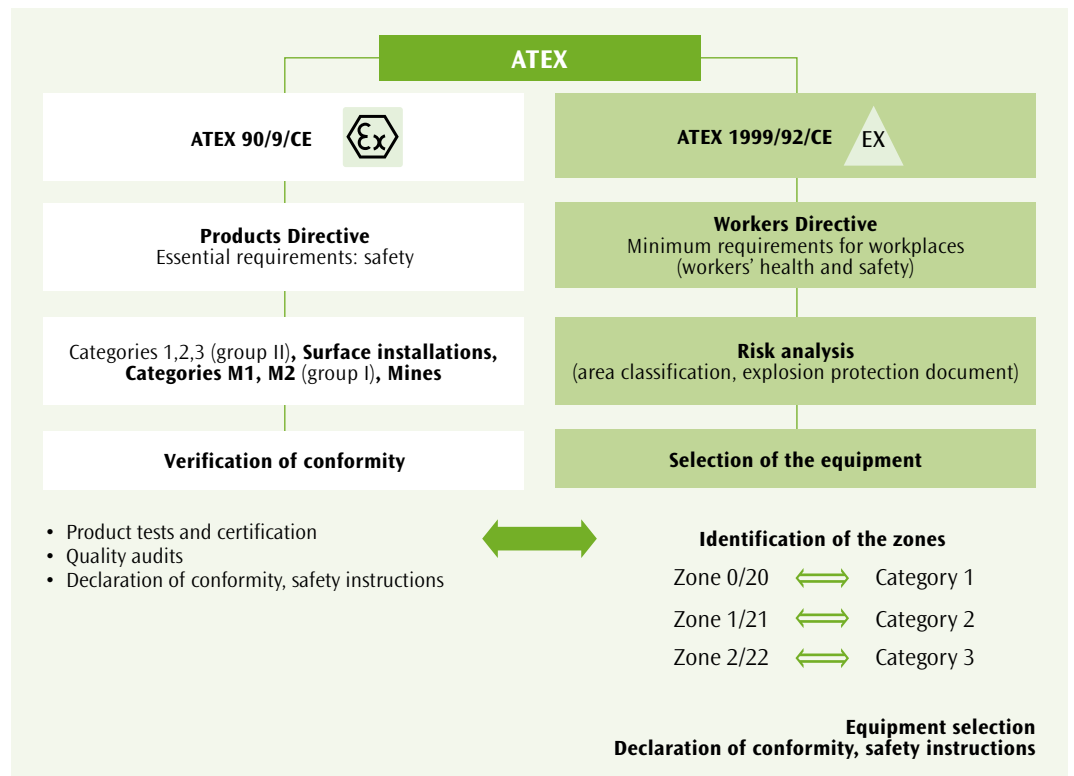 ATEX
ATEX 90/9/CE
Ex
Products Directive
Essential requirements: safety
Categories 1,2,3 (group II), Surface installations,
Categories M1, M2 (group I), Mines
Verification of conformity
• Product tests and certification
• Quality audits
• Declaration of conformity, safety instructions
ATEX 1999/92/CE
EX
Workers Directive
Minimum requirements for workplaces
(workers’ health and safety)
Risk analysis
(area classification, explosion protection document)
Selection of the equipment
Identification of the zones
Zone 0/20 Category 1
Zone 1/21 Category 2
Zone 2/22 Category 3
Equipment selection
Declaration of conformity, safety instructions